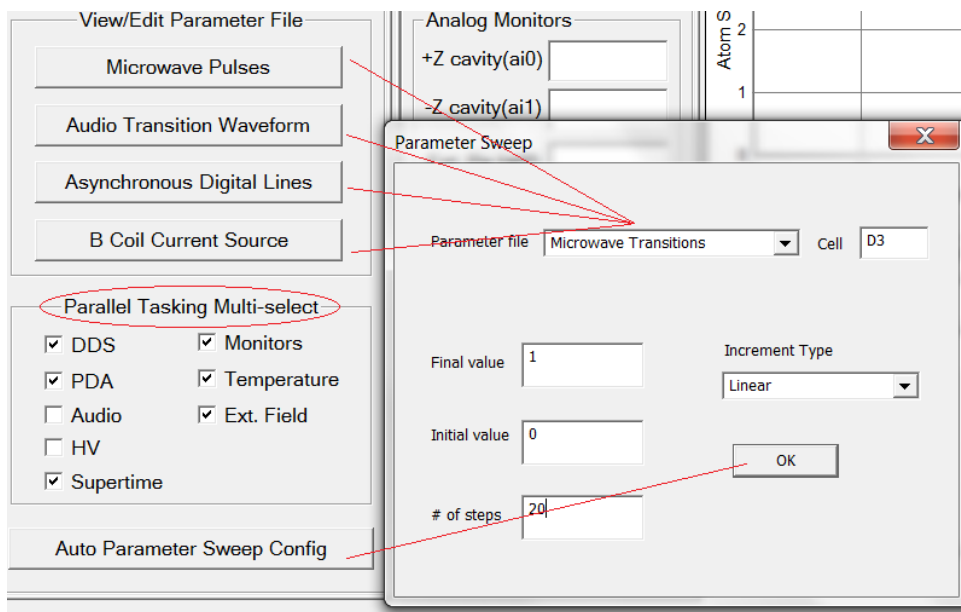 View/Edit Parameter File
Microwave Pulses
Audio Transition Waveform
Asynchronous Digital Lines
B Coil Current Source
Parallel Tasking Multi-select
DDS
Monitors
PDA
Temperature
Audio
Ext. Field
HV
Supertime
Auto Parameter Sweep Config
Analog Monitors
+Z cavity(ai0)
-Z cavity(ai1)
Atom S
2
1
Parameter Sweep
Parameter file
Microwave Transitions
Cell
D3
Final value
1
Increment Type
Linear
Initial value
0
OK
# of steps
20